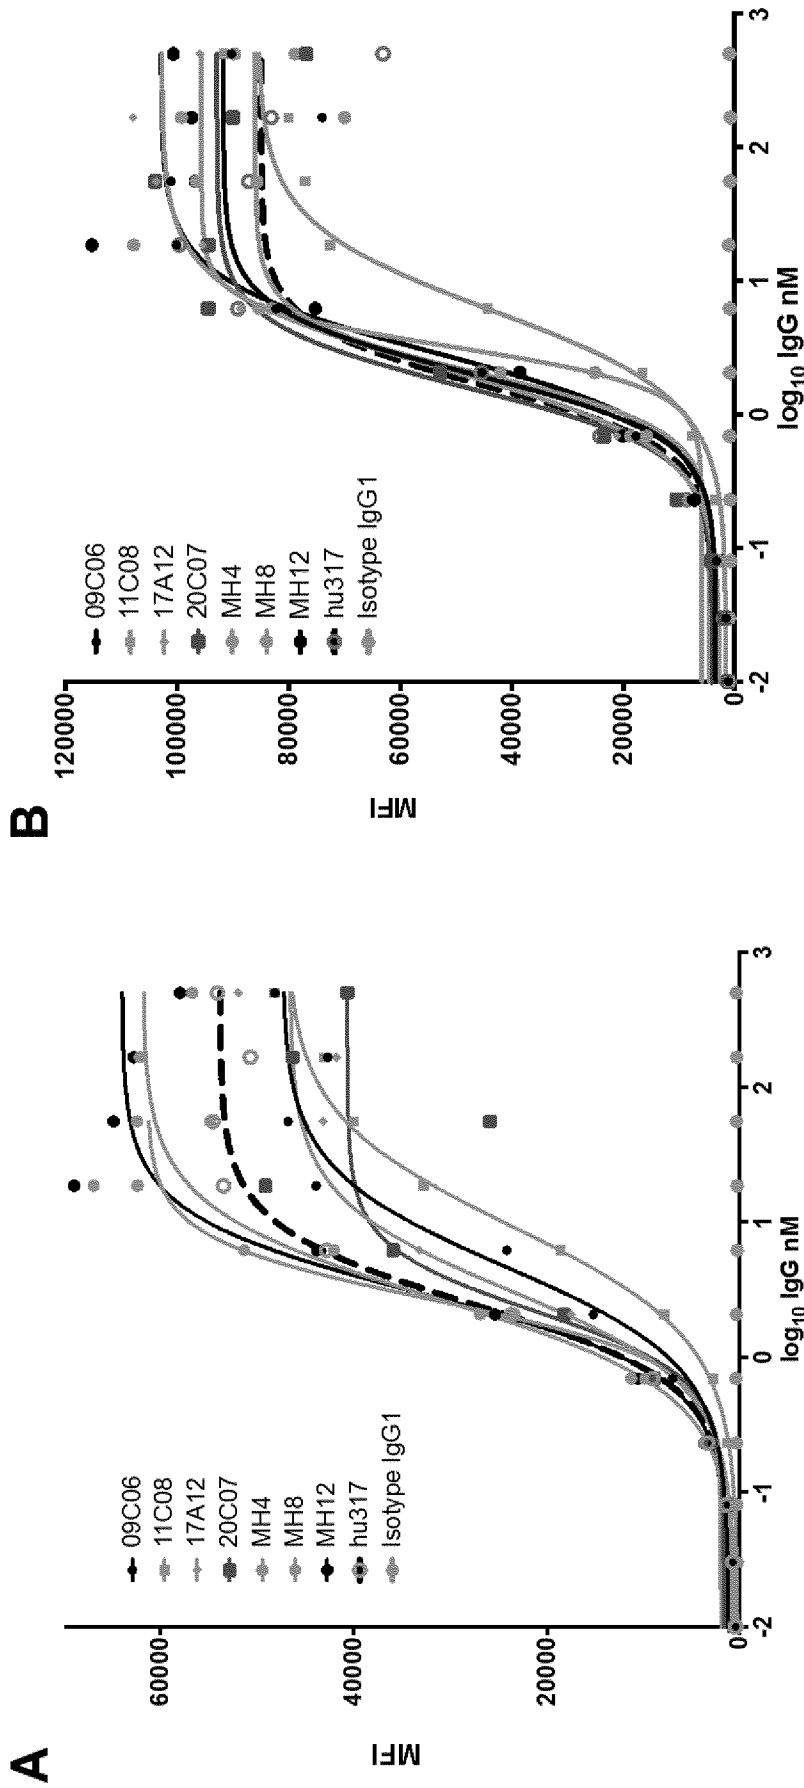 A
MFI
60000
40000
20000
0
09C06
11C08
17A12
20C07
MH4
MH8
MH12
hu317
Isotype IgG1
-2
-1
0
1
2
3
log10 IgG nM
B
MFI
120000
100000
80000
60000
40000
20000
0
09C06
11C08
17A12
20C07
MH4
MH8
MH12
hu317
Isotype IgG1
-2
-1
0
1
2
3
log10 IgG nM